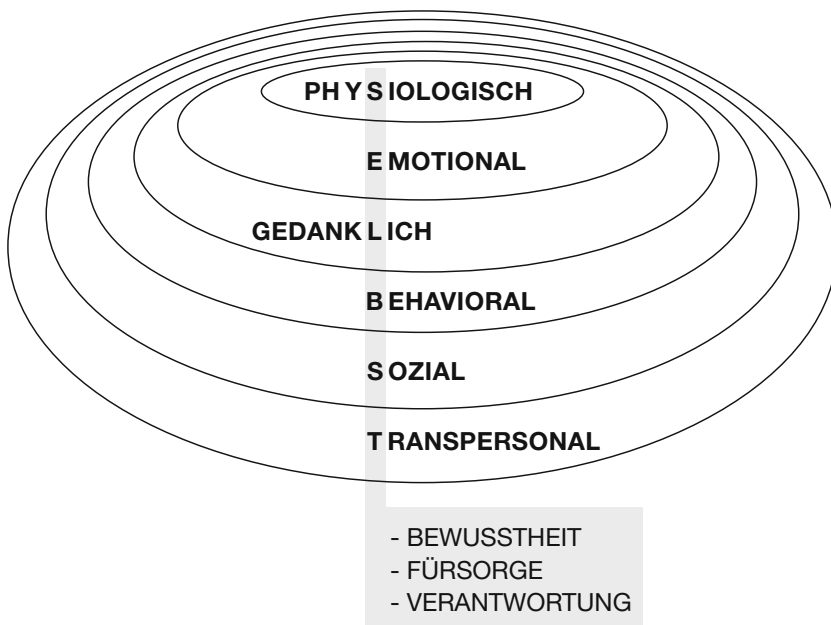 PHYSIOLOGISCH
EMOTIONAL
GEDANKLICH
BEHAVIORAL
SOZIAL
TRANSPERSONAL
- BEWUSSTHEIT
- FÜRSORGE
- VERANTWORTUNG